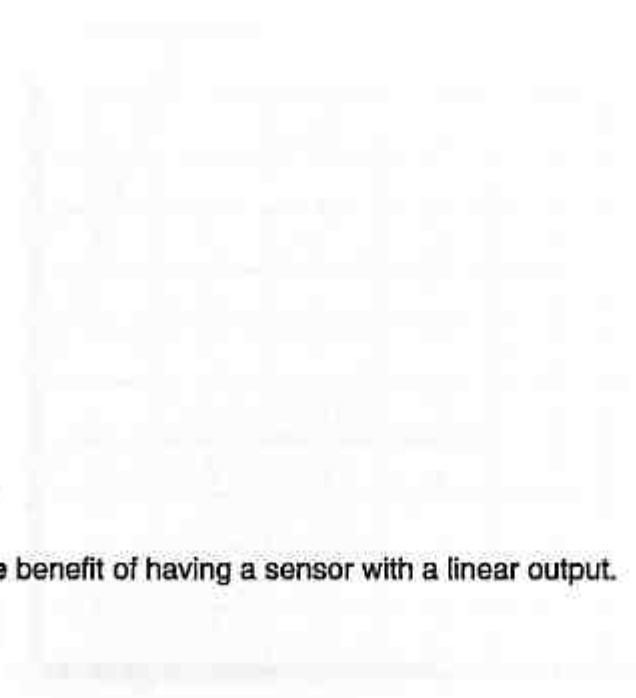 e benefit of having a sensor with a linear output.